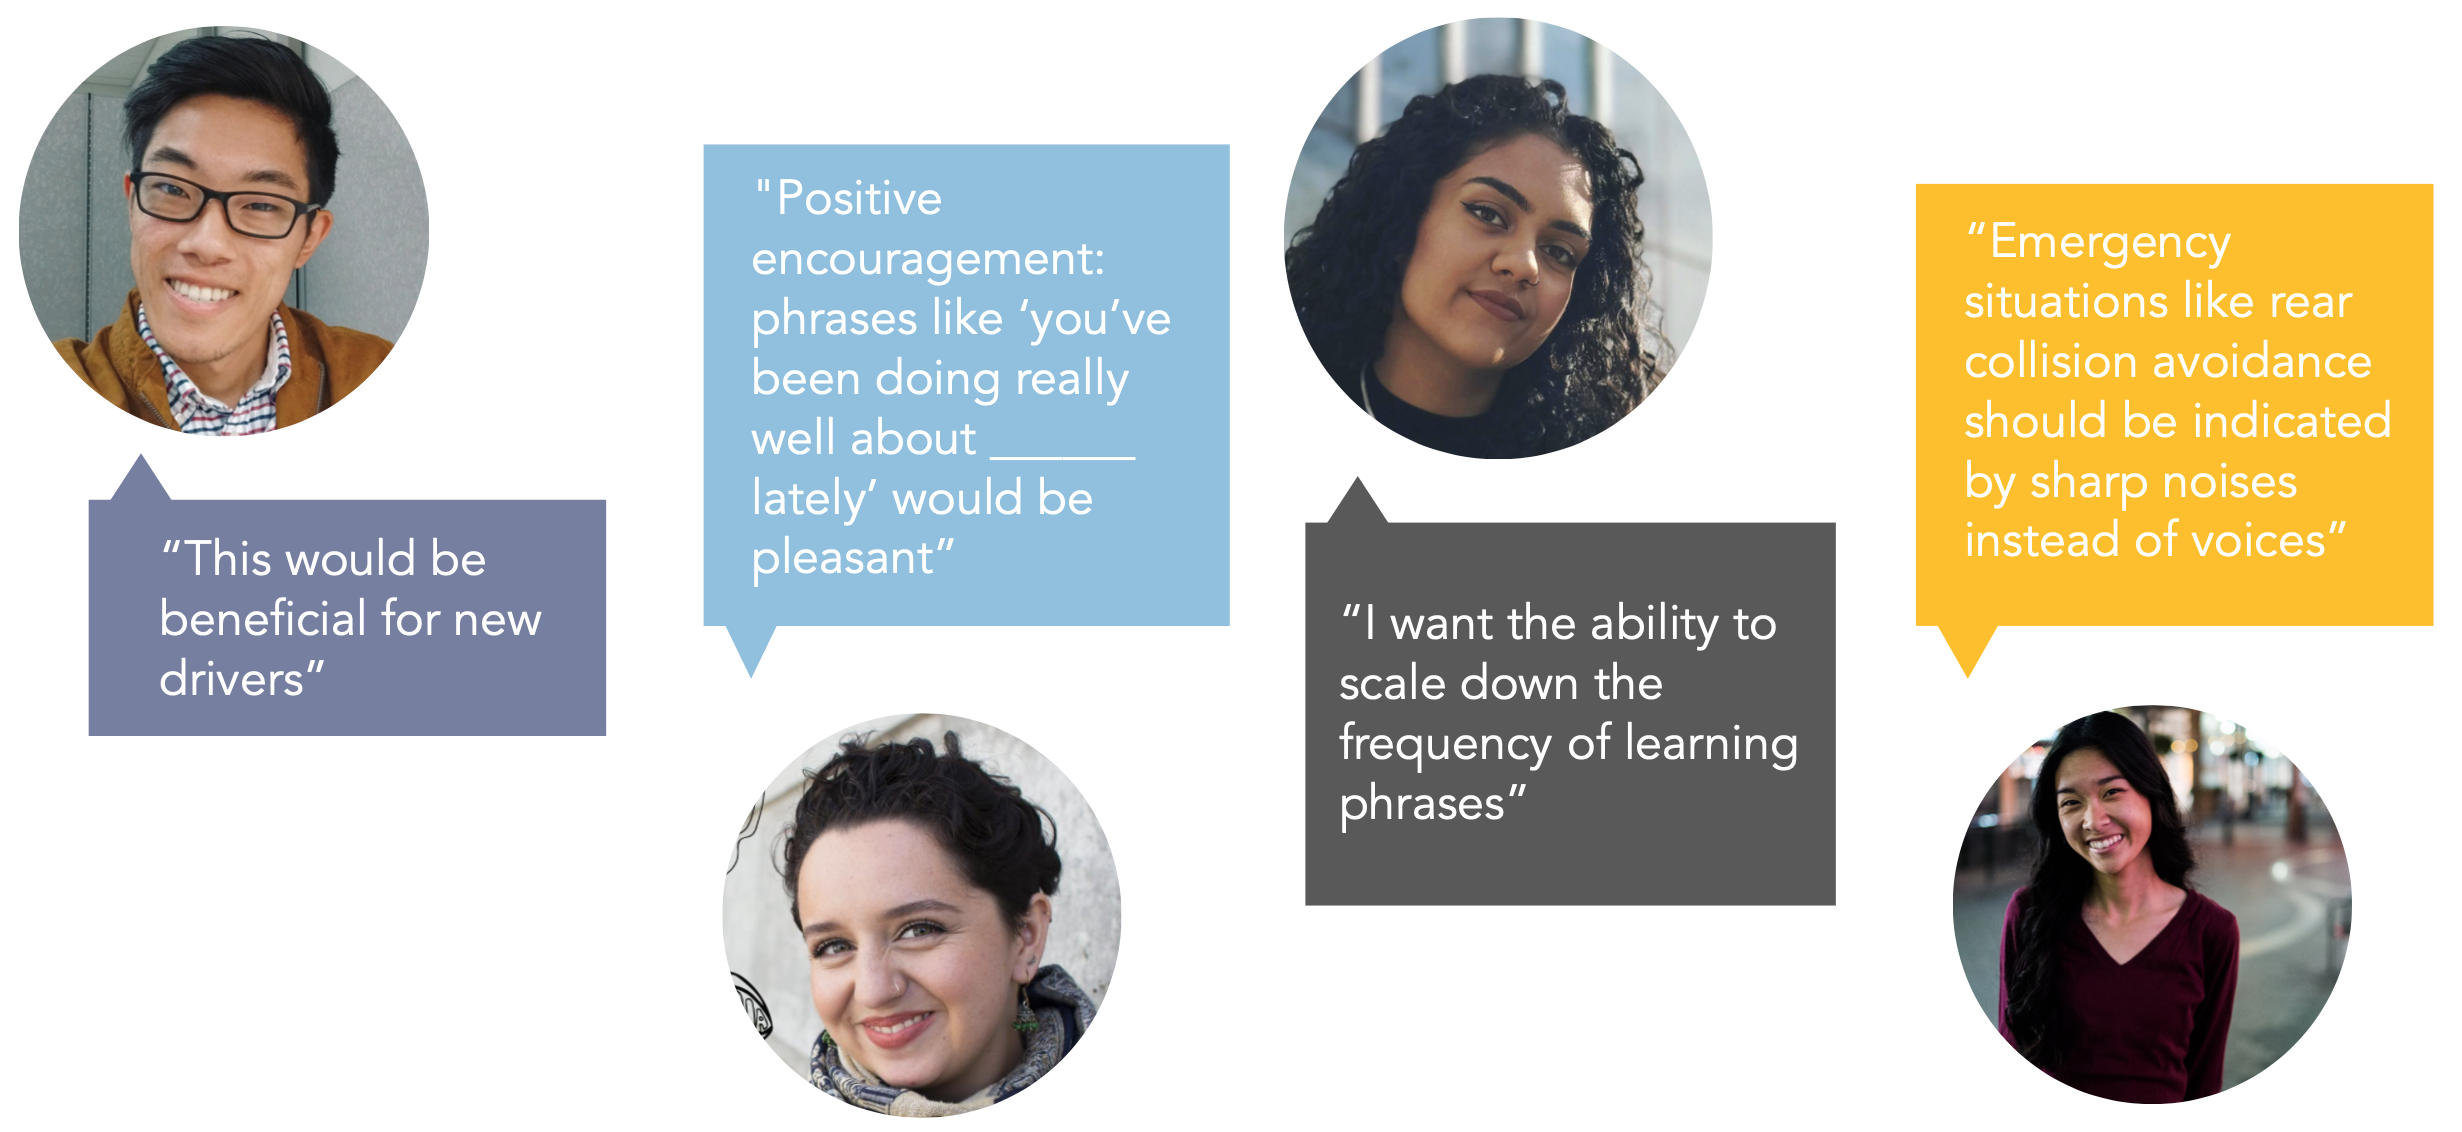 “This would be
beneficial for new
drivers”
"Positive
encouragement:
phrases like ‘you’ve
been doing really
well about ______
lately’ would be
pleasant”
“I want the ability to
scale down the
frequency of learning
phrases”
“Emergency
situations like rear
collision avoidance
should be indicated
by sharp noises
instead of voices”